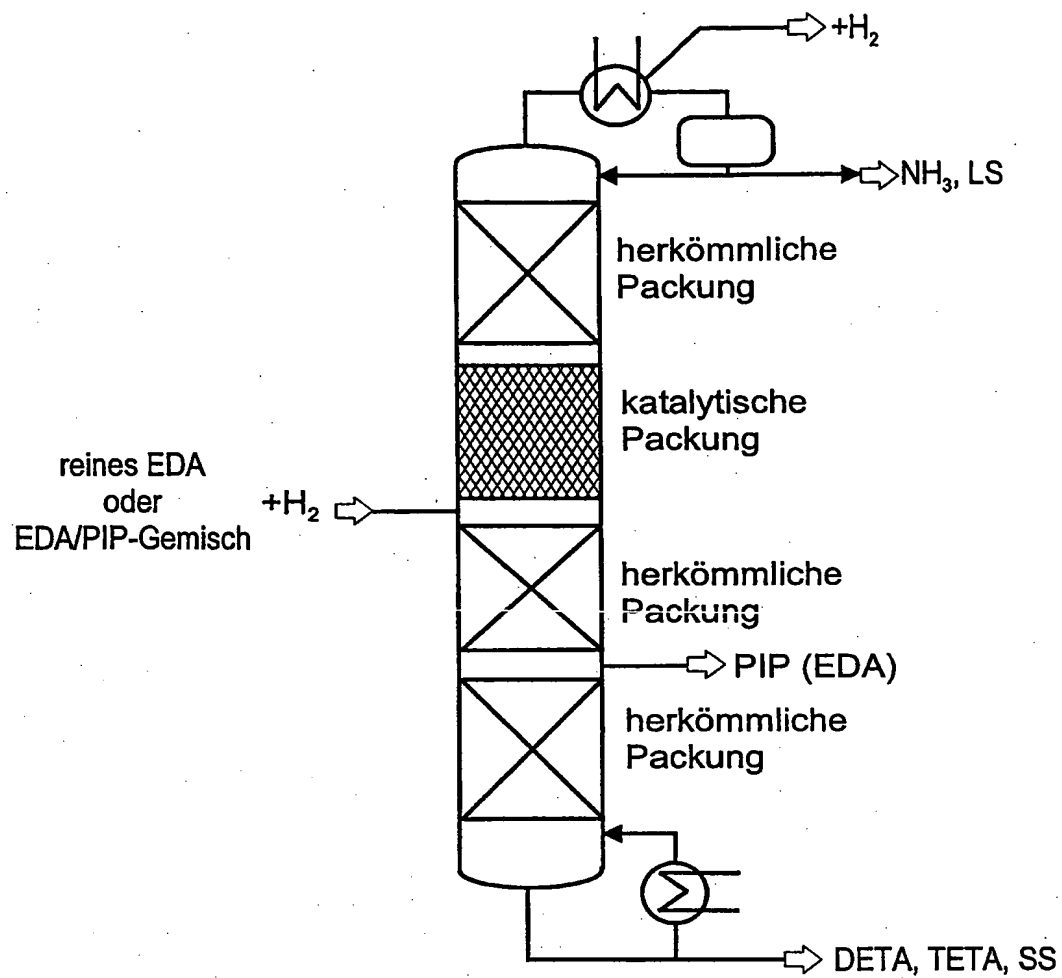 +H₂
NH₃, LS
herkömmliche
Packung
katalytische
Packung
reines EDA
oder
EDA/PIP-Gemisch
+H₂
herkömmliche
Packung
PIP (EDA)
herkömmliche
Packung
DETA, TETA, SS